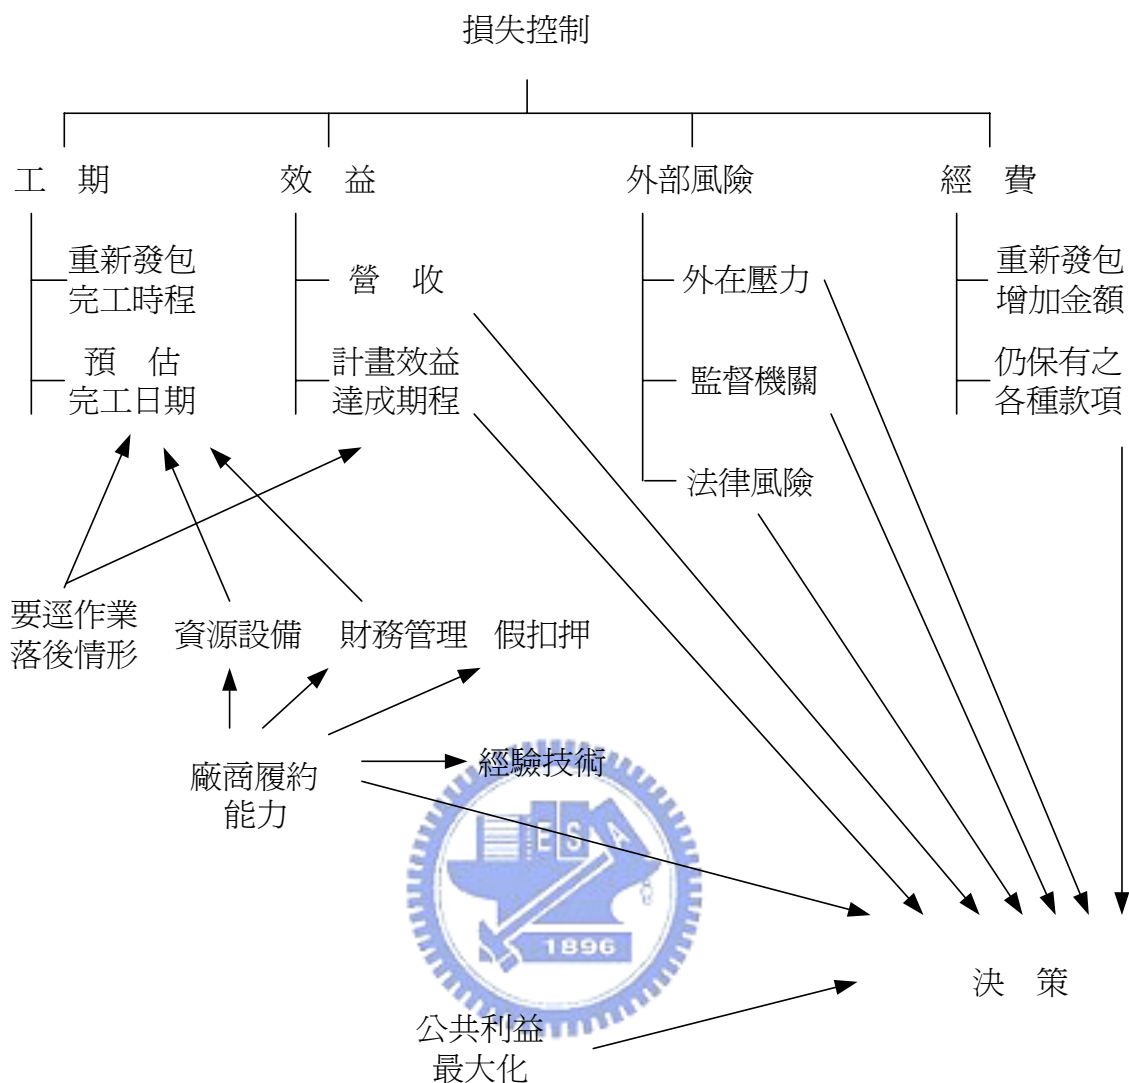 損失控制
工 期
效 益
外部風險
經 費
重新發包
完工時程
營 收
外在壓力
重新發包
增加金額
預 估
完工日期
計畫效益
達成期程
監督機關
仍保有之
各種款項
法律風險
要逕作業
落後情形
資源設備
財務管理
假扣押
廠商履約
能力
經驗技術
E S A
1896
決 策
公共利益
最大化